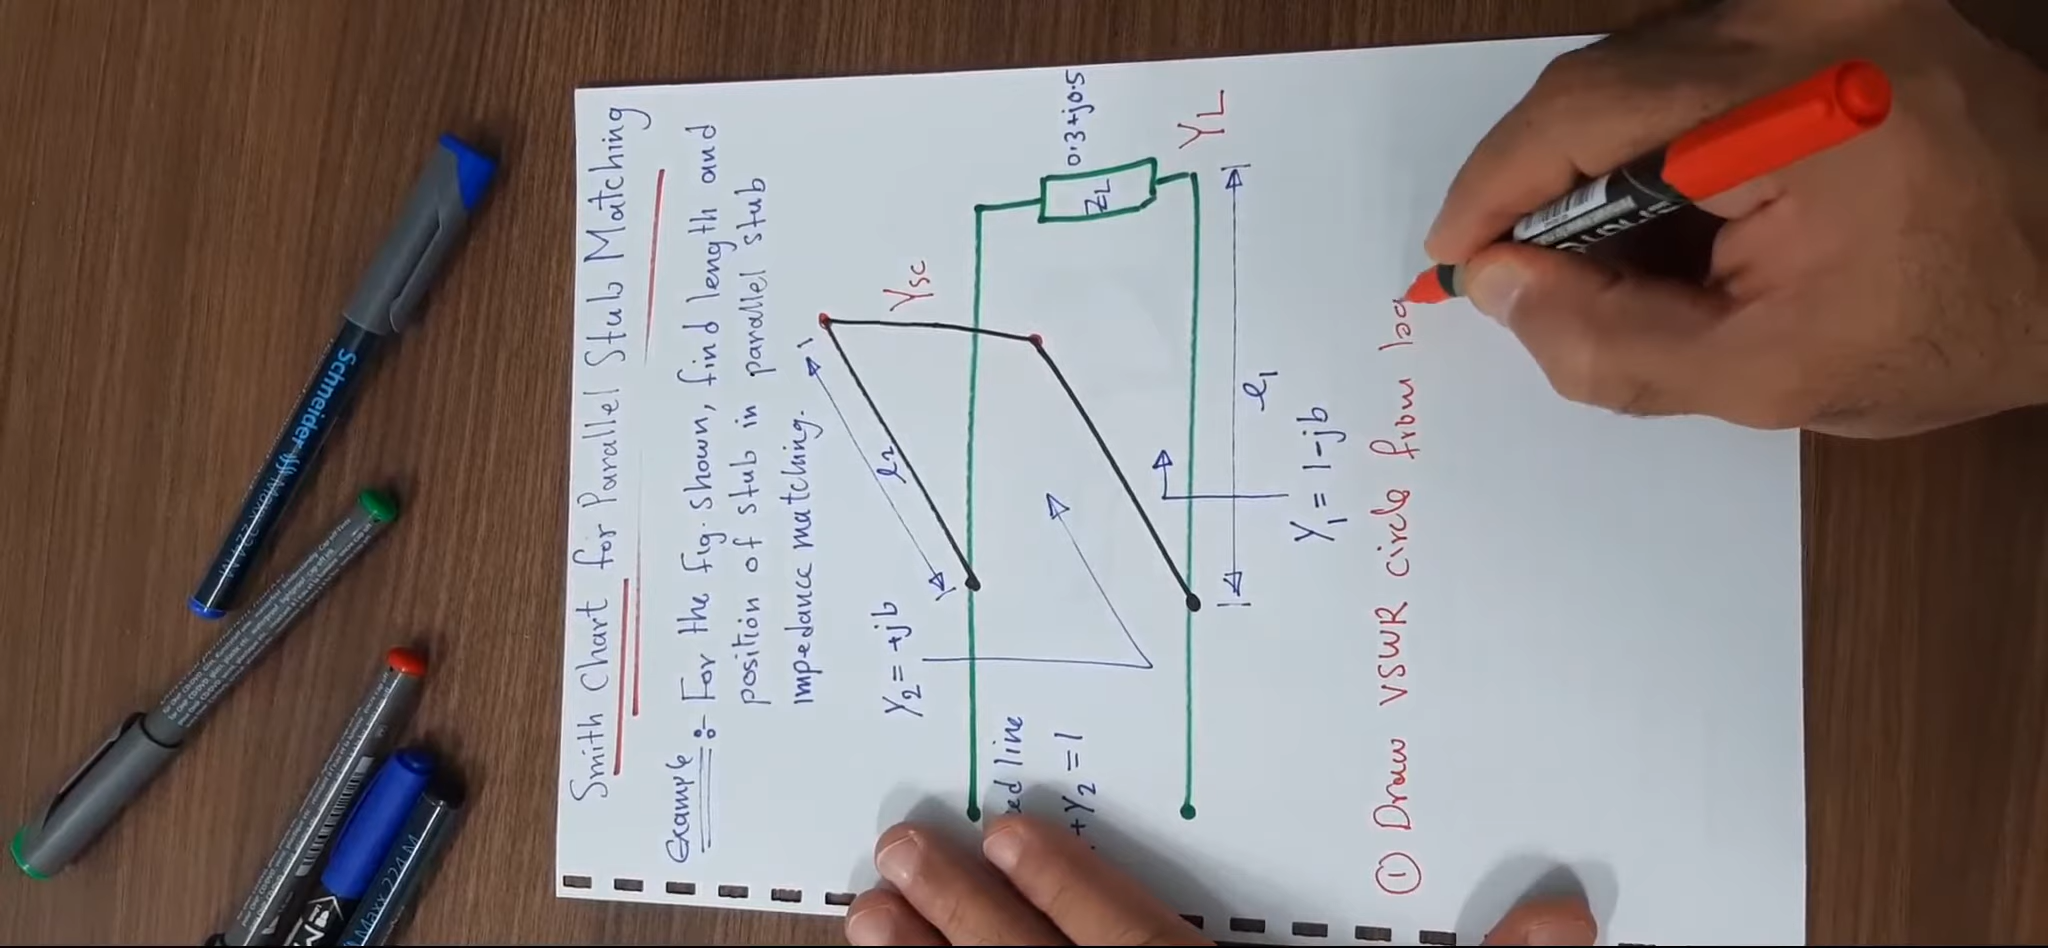 Smith Chart for Parallel Stub Matching
Example :- For the fig. shown, find length and
position of stub in parallel stub
Impedance matching.
Y2 = +jb
l2
YSC
ZL
0.3+j0.5
YL
line
+Y2 = 1
l1
Y1 = 1-jb
① Draw VSWR circle from
Schneider
Maxx 224 M